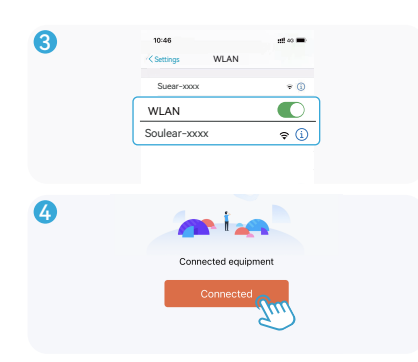 3
10:46
4G
< Settings WLAN
Suear-xxxx
WLAN
Soulear-xxxx
4
Connected equipment
Connected